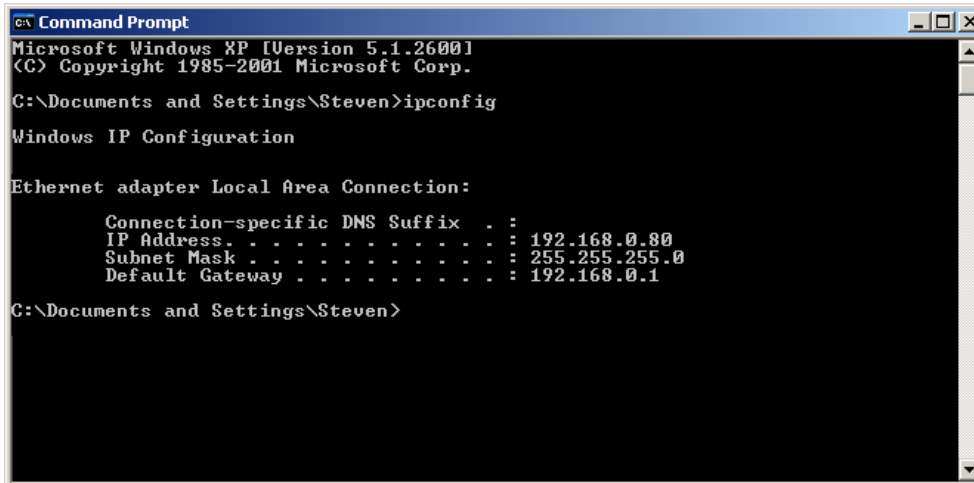 Command Prompt
Microsoft Windows XP [Version 5.1.2600]
(C) Copyright 1985-2001 Microsoft Corp.
C:\Documents and Settings\Steven>ipconfig
Windows IP Configuration
Ethernet adapter Local Area Connection:
Connection-specific DNS Suffix  . :
IP Address. . . . . . . . . . . . : 192.168.0.80
Subnet Mask . . . . . . . . . . . : 255.255.255.0
Default Gateway . . . . . . . . . : 192.168.0.1
C:\Documents and Settings\Steven>